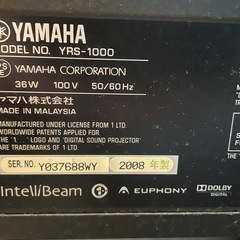 YAMAHA
MODEL NO. YRS-1000
YAMAHA CORPORATION
36W 100V 50/60Hz
ヤマハ株式会社
MADE IN MALAYSIA
MANUFACTURED UNDER LICENSE FROM 1 LTD.
WORLDWIDE PATENTS APPLIED FOR.
THE "1" LOGO AND "DIGITAL SOUND PROJECTOR"
ARE TRADEMARKS OF 1 LTD.
SER. NO. Y037688WY 2008 年製
IntelliBeam EUPHONY DOLBY
DIGITAL